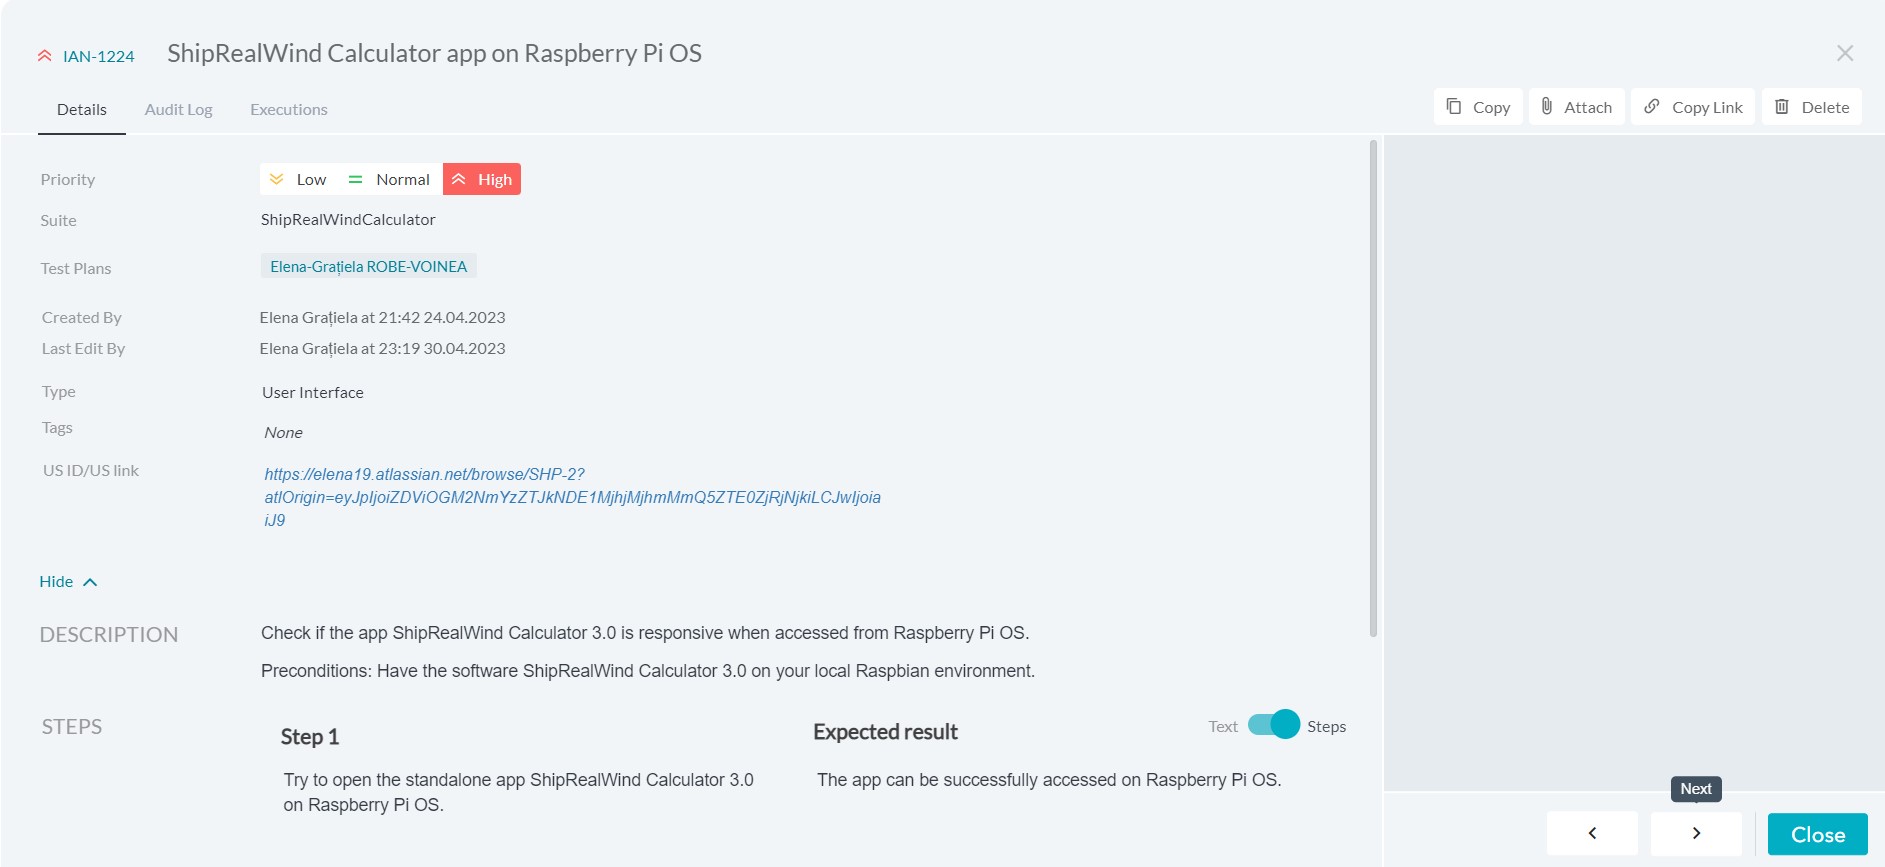 IAN-1224 ShipRealWind Calculator app on Raspberry Pi OS
Details Audit Log Executions
Copy Attach Copy Link Delete
Priority Low Normal High
Suite ShipRealWindCalculator
Test Plans Elena-Grațiela ROBE-VOINEA
Created By Elena Grațiela at 21:42 24.04.2023
Last Edit By Elena Grațiela at 23:19 30.04.2023
Type User Interface
Tags None
US ID/US link https://elena19.atlassian.net/browse/SHP-2?
atlOrigin=eyJpIjoiZDViOGM2NmYzZTJkNDE1MjhjMjhmMmQ5ZTE0ZjRjNjkiLCJwIjoia
iJ9
Hide
DESCRIPTION Check if the app ShipRealWind Calculator 3.0 is responsive when accessed from Raspberry Pi OS.
Preconditions: Have the software ShipRealWind Calculator 3.0 on your local Raspbian environment.
STEPS Step 1 Expected result Text Steps
Try to open the standalone app ShipRealWind Calculator 3.0 The app can be successfully accessed on Raspberry Pi OS.
on Raspberry Pi OS.
Next
Close